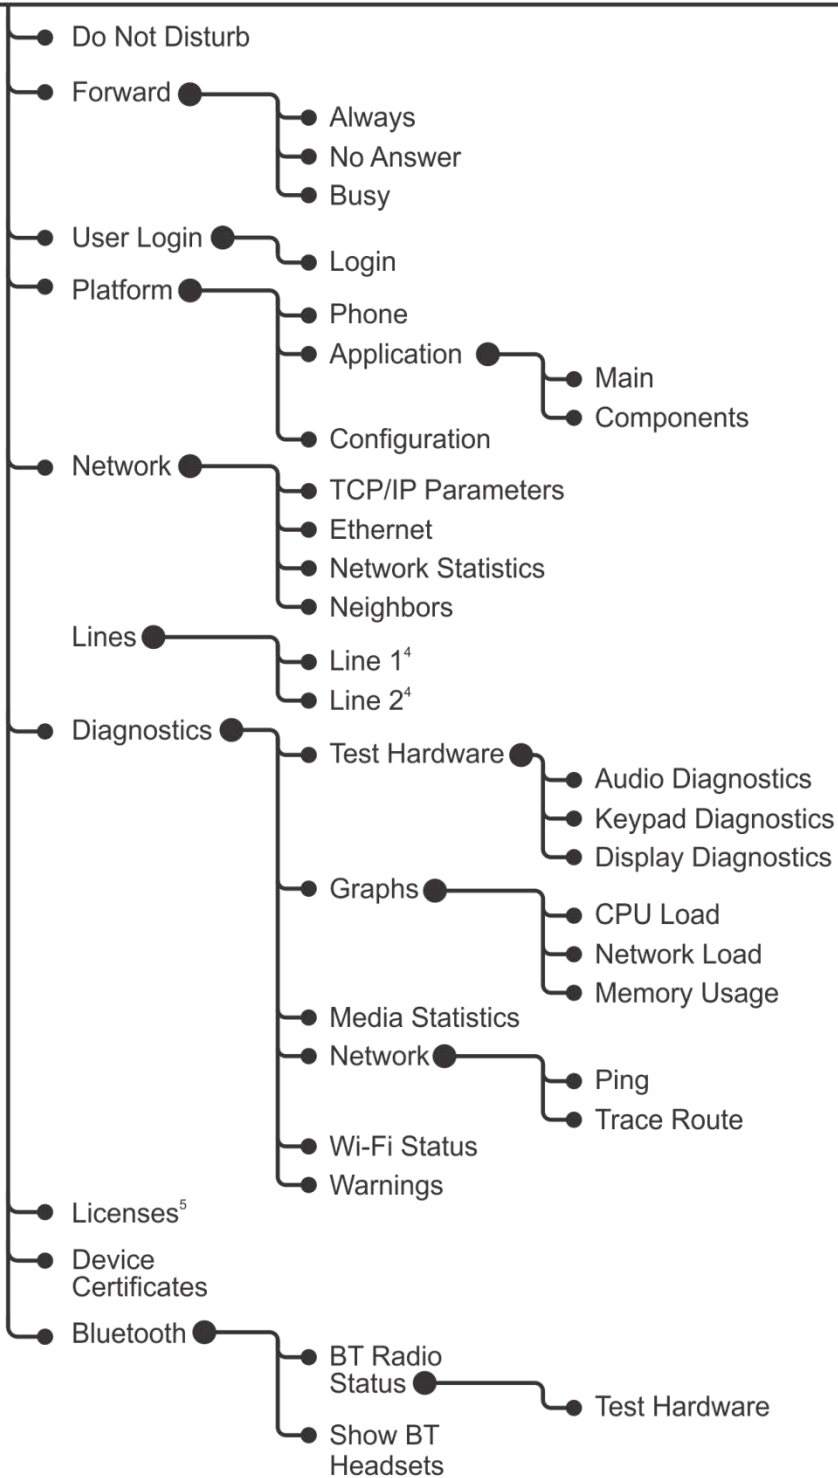 Do Not Disturb
Forward
Always
No Answer
Busy
User Login
Login
Platform
Phone
Application
Main
Components
Configuration
Network
TCP/IP Parameters
Ethernet
Network Statistics
Neighbors
Lines
Line 1⁴
Line 2⁴
Diagnostics
Test Hardware
Audio Diagnostics
Keypad Diagnostics
Display Diagnostics
Graphs
CPU Load
Network Load
Memory Usage
Media Statistics
Network
Ping
Trace Route
Wi-Fi Status
Warnings
Licenses⁵
Device
Certificates
Bluetooth
BT Radio
Status
Test Hardware
Show BT
Headsets